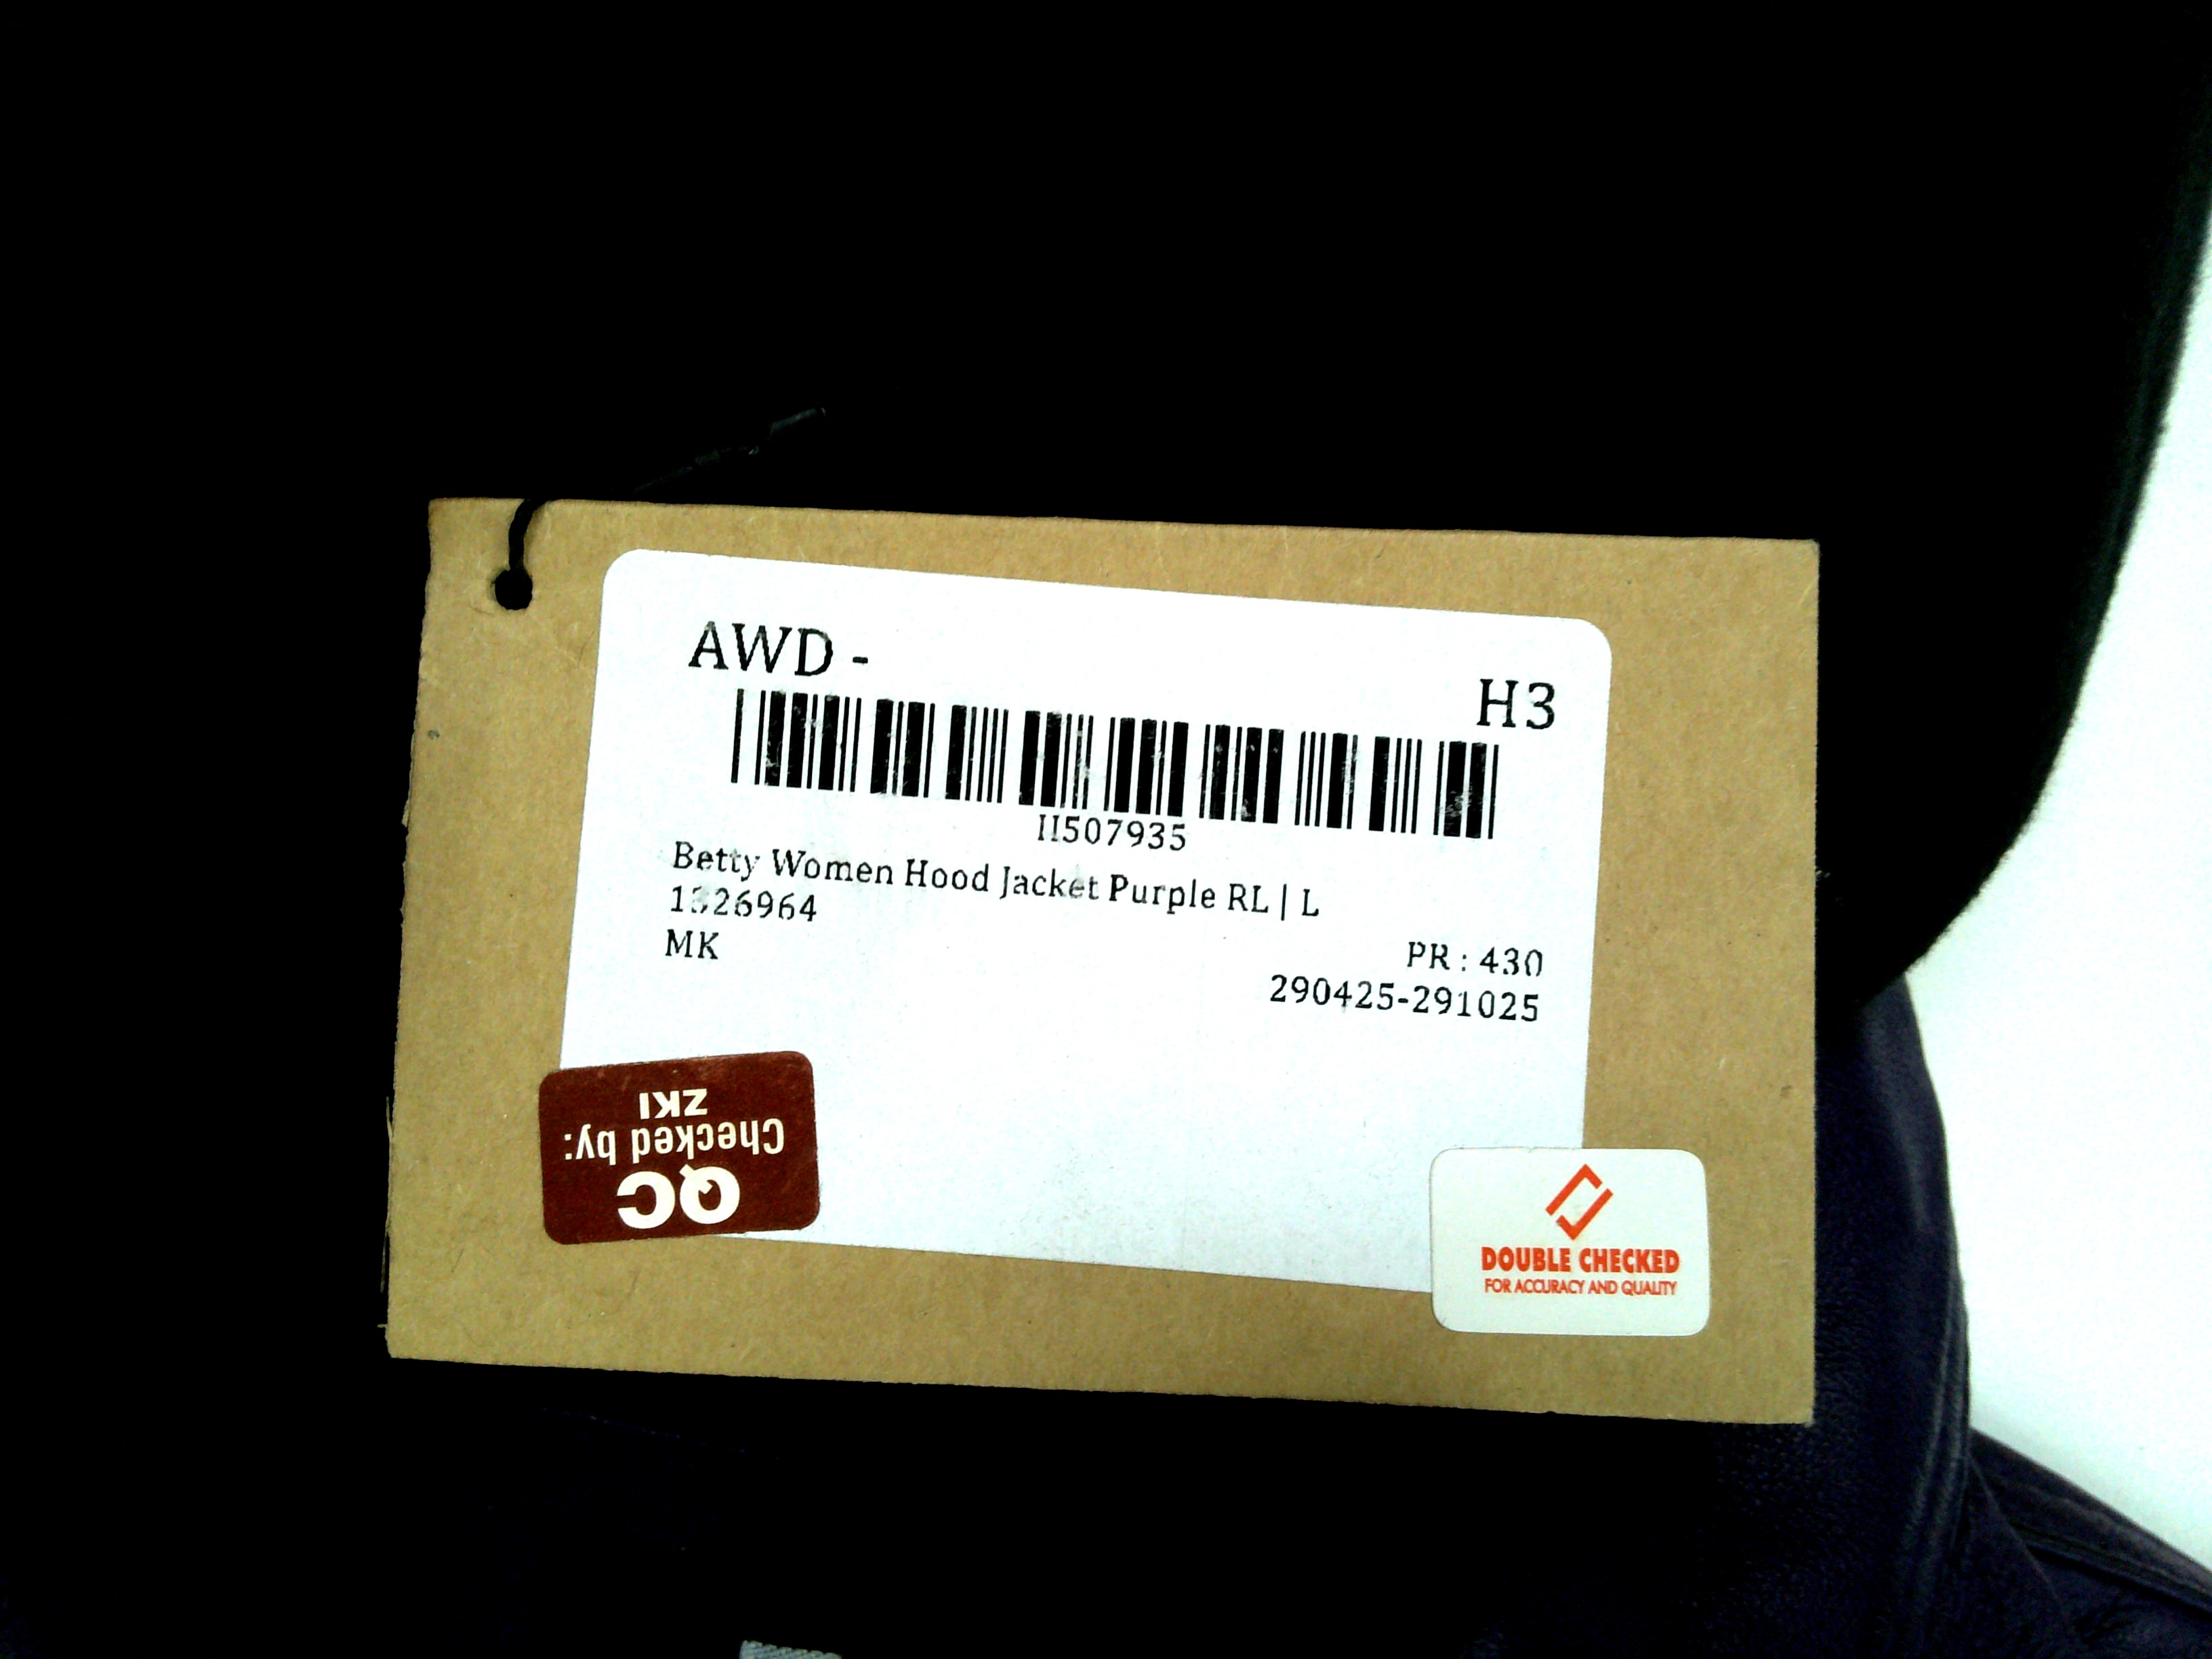 AWD -
H3
II507935
Betty Women Hood Jacket Purple RL | L
MK
PR : 430
290425-291025
QC
Checked by:
ZKI
DOUBLE CHECKED
FOR ACCURACY AND QUALITY